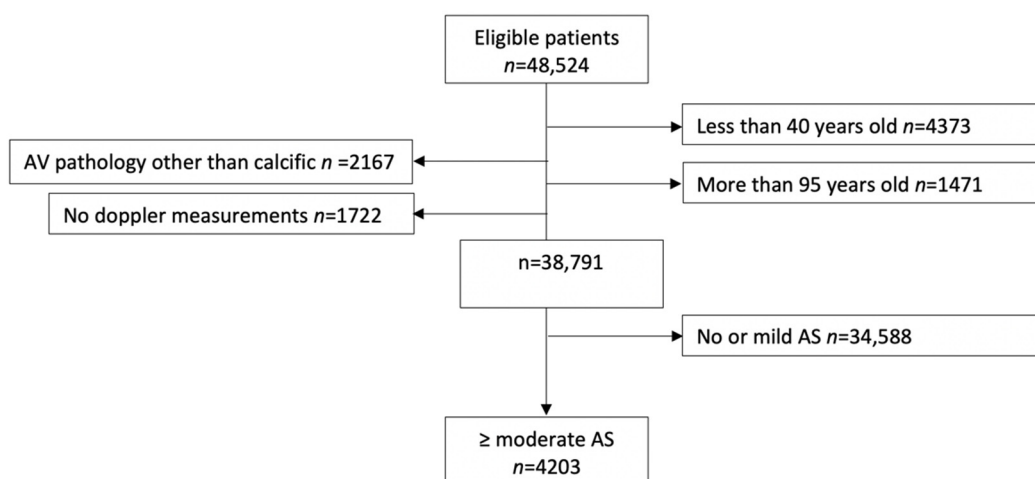 Eligible patients
n=48,524
Less than 40 years old n=4373
AV pathology other than calcific n =2167
More than 95 years old n=1471
No doppler measurements n=1722
n=38,791
No or mild AS n=34,588
≥ moderate AS
n=4203